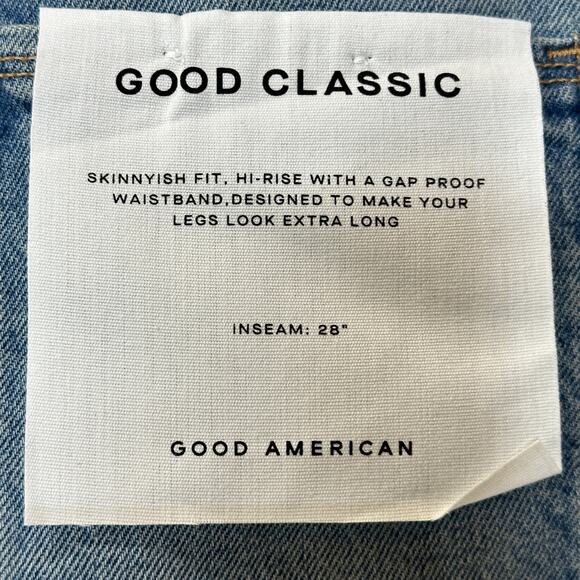 GOOD CLASSIC
SKINNYISH FIT, HI-RISE WiTH A GAP PROOF
WAISTBAND,DESIGNED TO MAKE YOUR
LEGS LOOK EXTRA LONG
INSEAM: 28"
GOOD AMERICAN